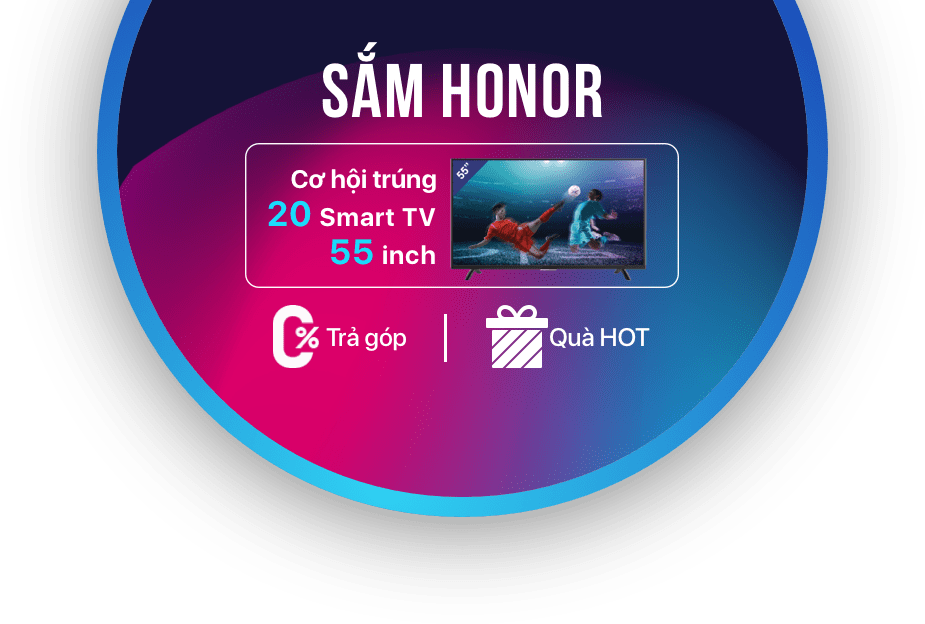 SẮM HONOR
Cơ hội trúng
20 Smart TV
55 inch
55"
0% Trả góp
Quà HOT